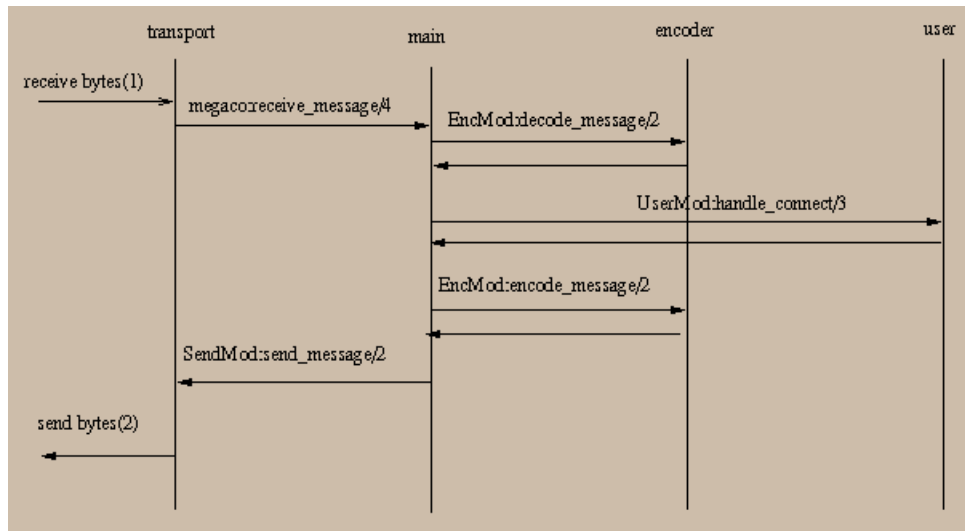 transport
main
encoder
user
receive bytes(1)
megaco:receive_message/4
EncMod:decode_message/2
UserMod:handle_connect/3
EncMod:encode_message/2
SendMod:send_message/2
send bytes(2)